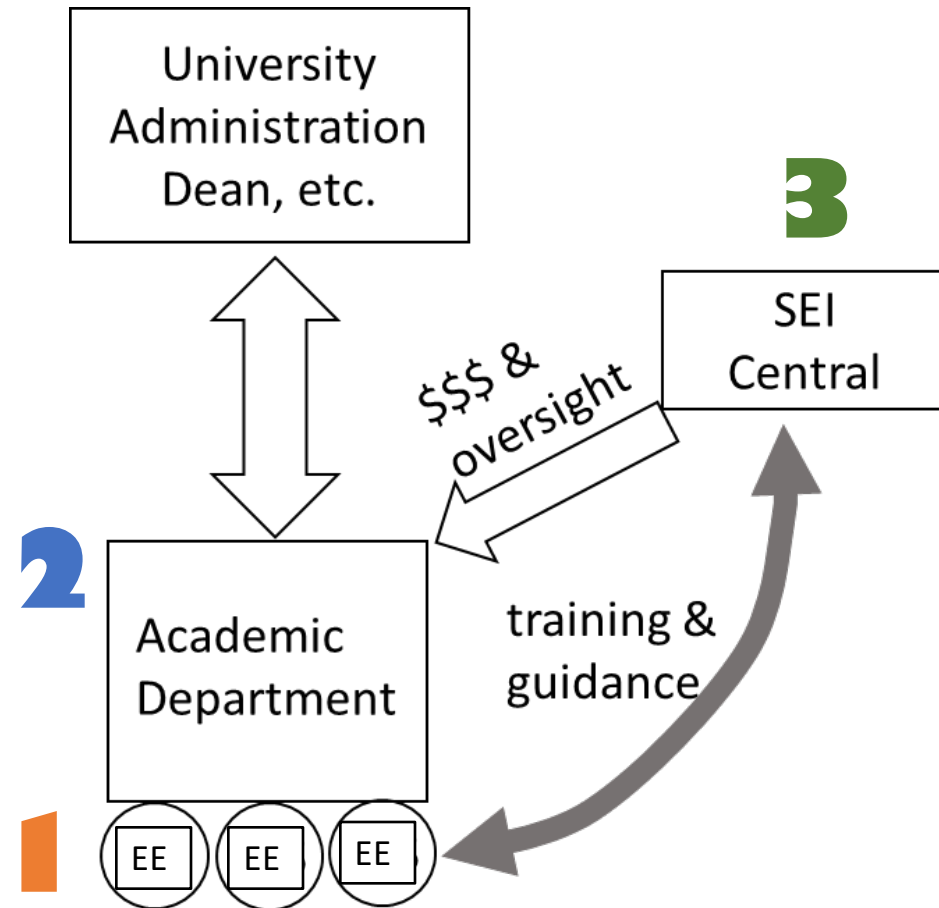 University
Administration
Dean, etc.
3
SEI
Central
$$$ &
oversight
2
Academic
Department
training &
guidance
1
EE
EE
EE